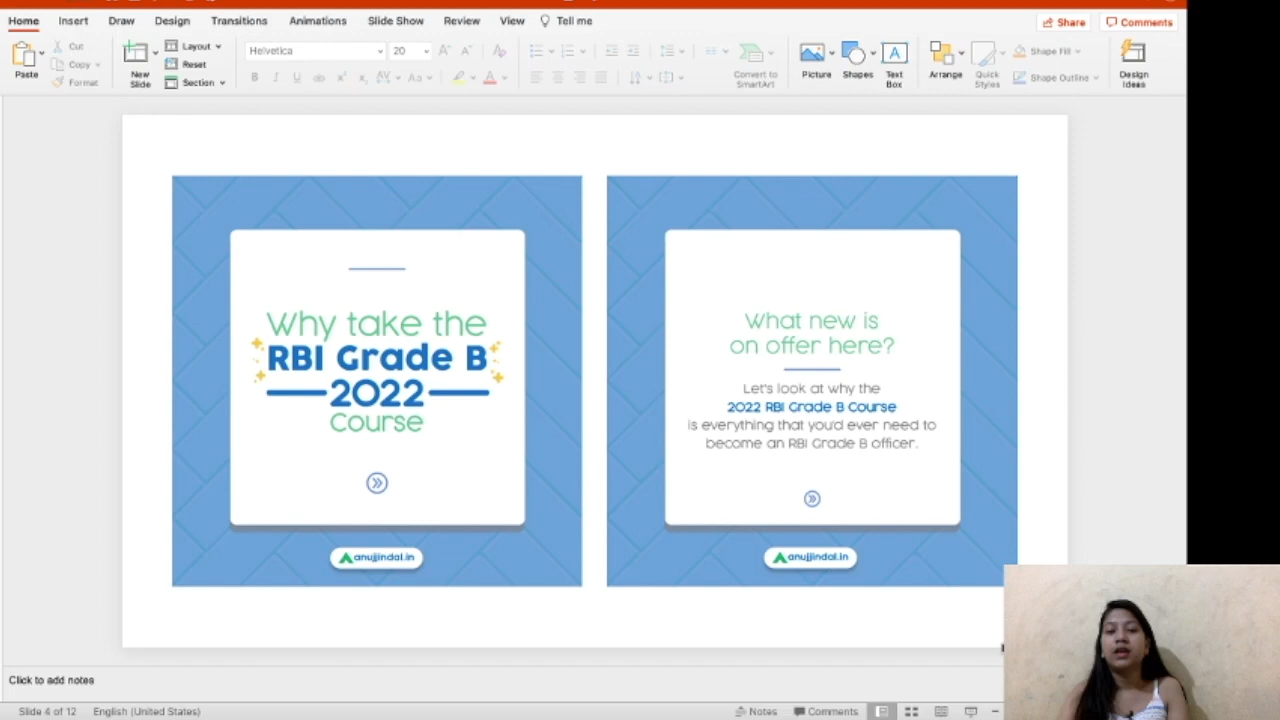 Home Insert Draw Design Transitions Animations Slide Show Review View Tell me Share Comments
Paste Cut Copy Format New Slide Layout Reset Section Helvetica 20 Convert to SmartArt Picture Shapes Text Box Arrange Quick Styles Shape Fill Shape Outline Design Ideas
Why take the
RBI Grade B
2022
Course
anujjindal.in
What new is
on offer here?
Let's look at why the
2022 RBI Grade B Course
is everything that you'd ever need to
become an RBI Grade B officer.
anujjindal.in
Click to add notes
Slide 4 of 12 English (United States) Notes Comments